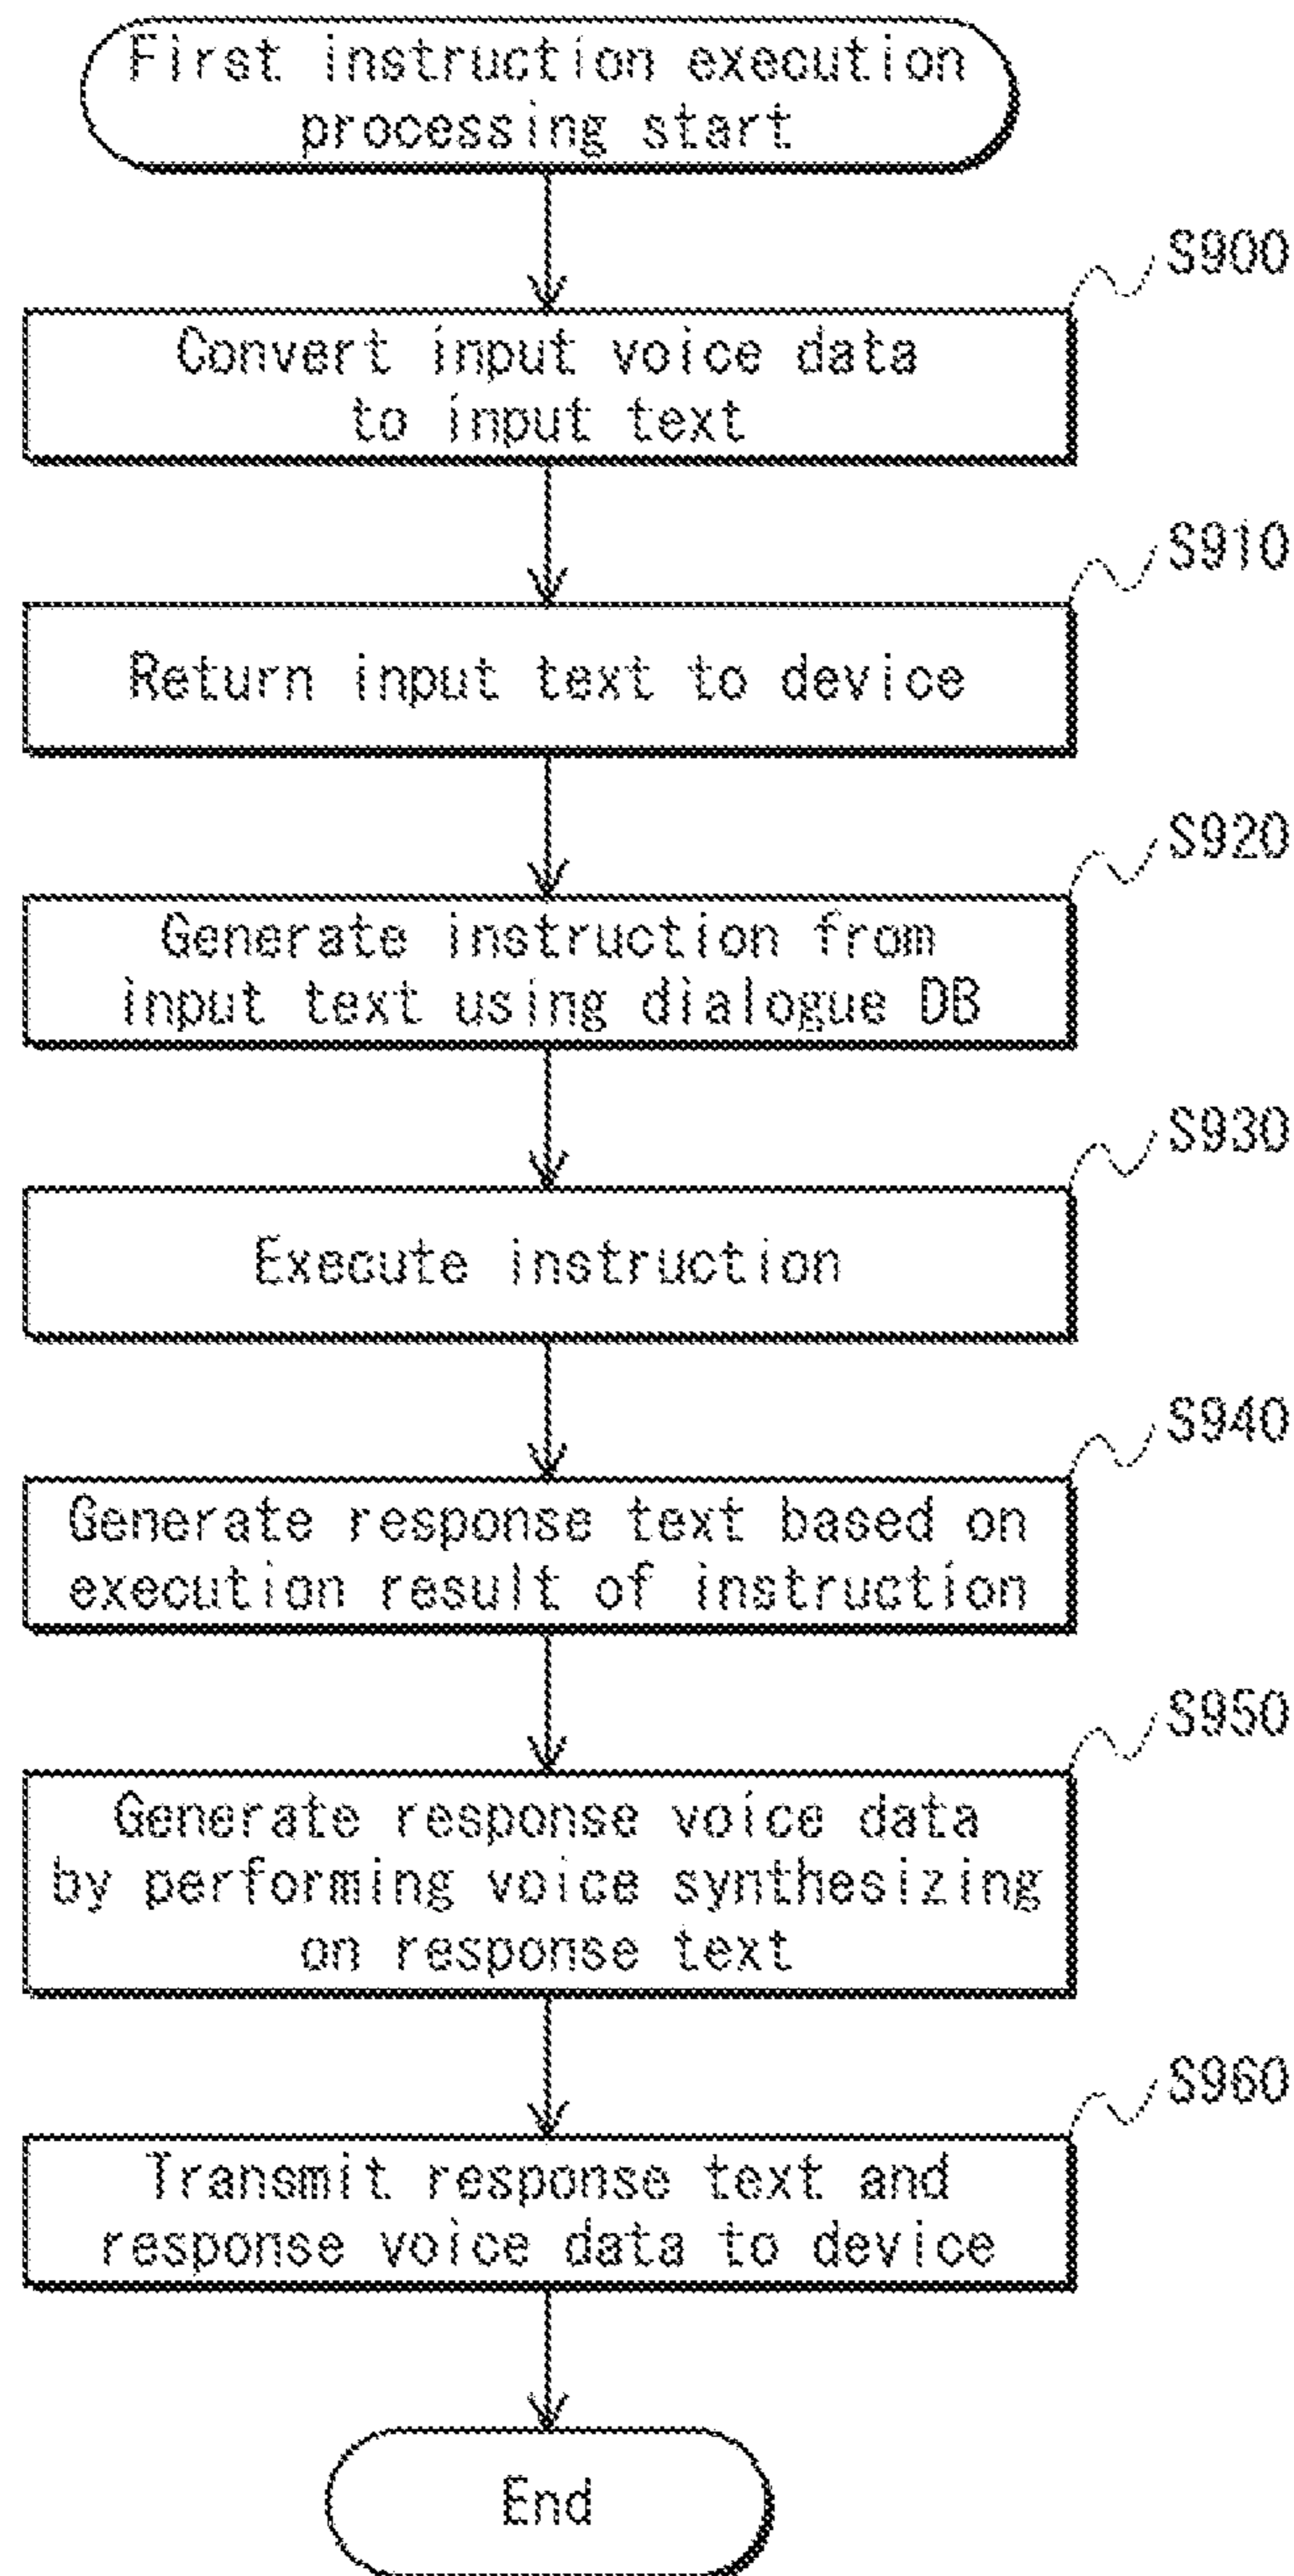 First instruction execution
processing start
S900
Convert input voice data
to input text
S910
Return input text to device
S920
Generate instruction from
input text using dialogue DB
S930
Execute instruction
S940
Generate response text based on
execution result of instruction
S950
Generate response voice data
by performing voice synthesizing
on response text
S960
Transmit response text and
response voice data to device
End